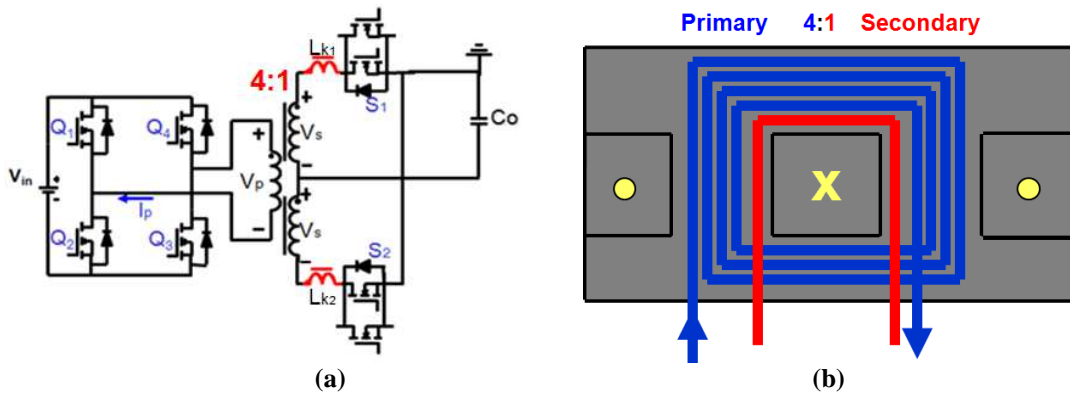 Primary 4:1 Secondary
Lk1
4:1
S1
Q1
Q4
+
Vs
Co
+
Vin
+
-
Vp
-
+
X
Ip
Vs
Q2
Q3
-
-
S2
Lk2
(a)
(b)